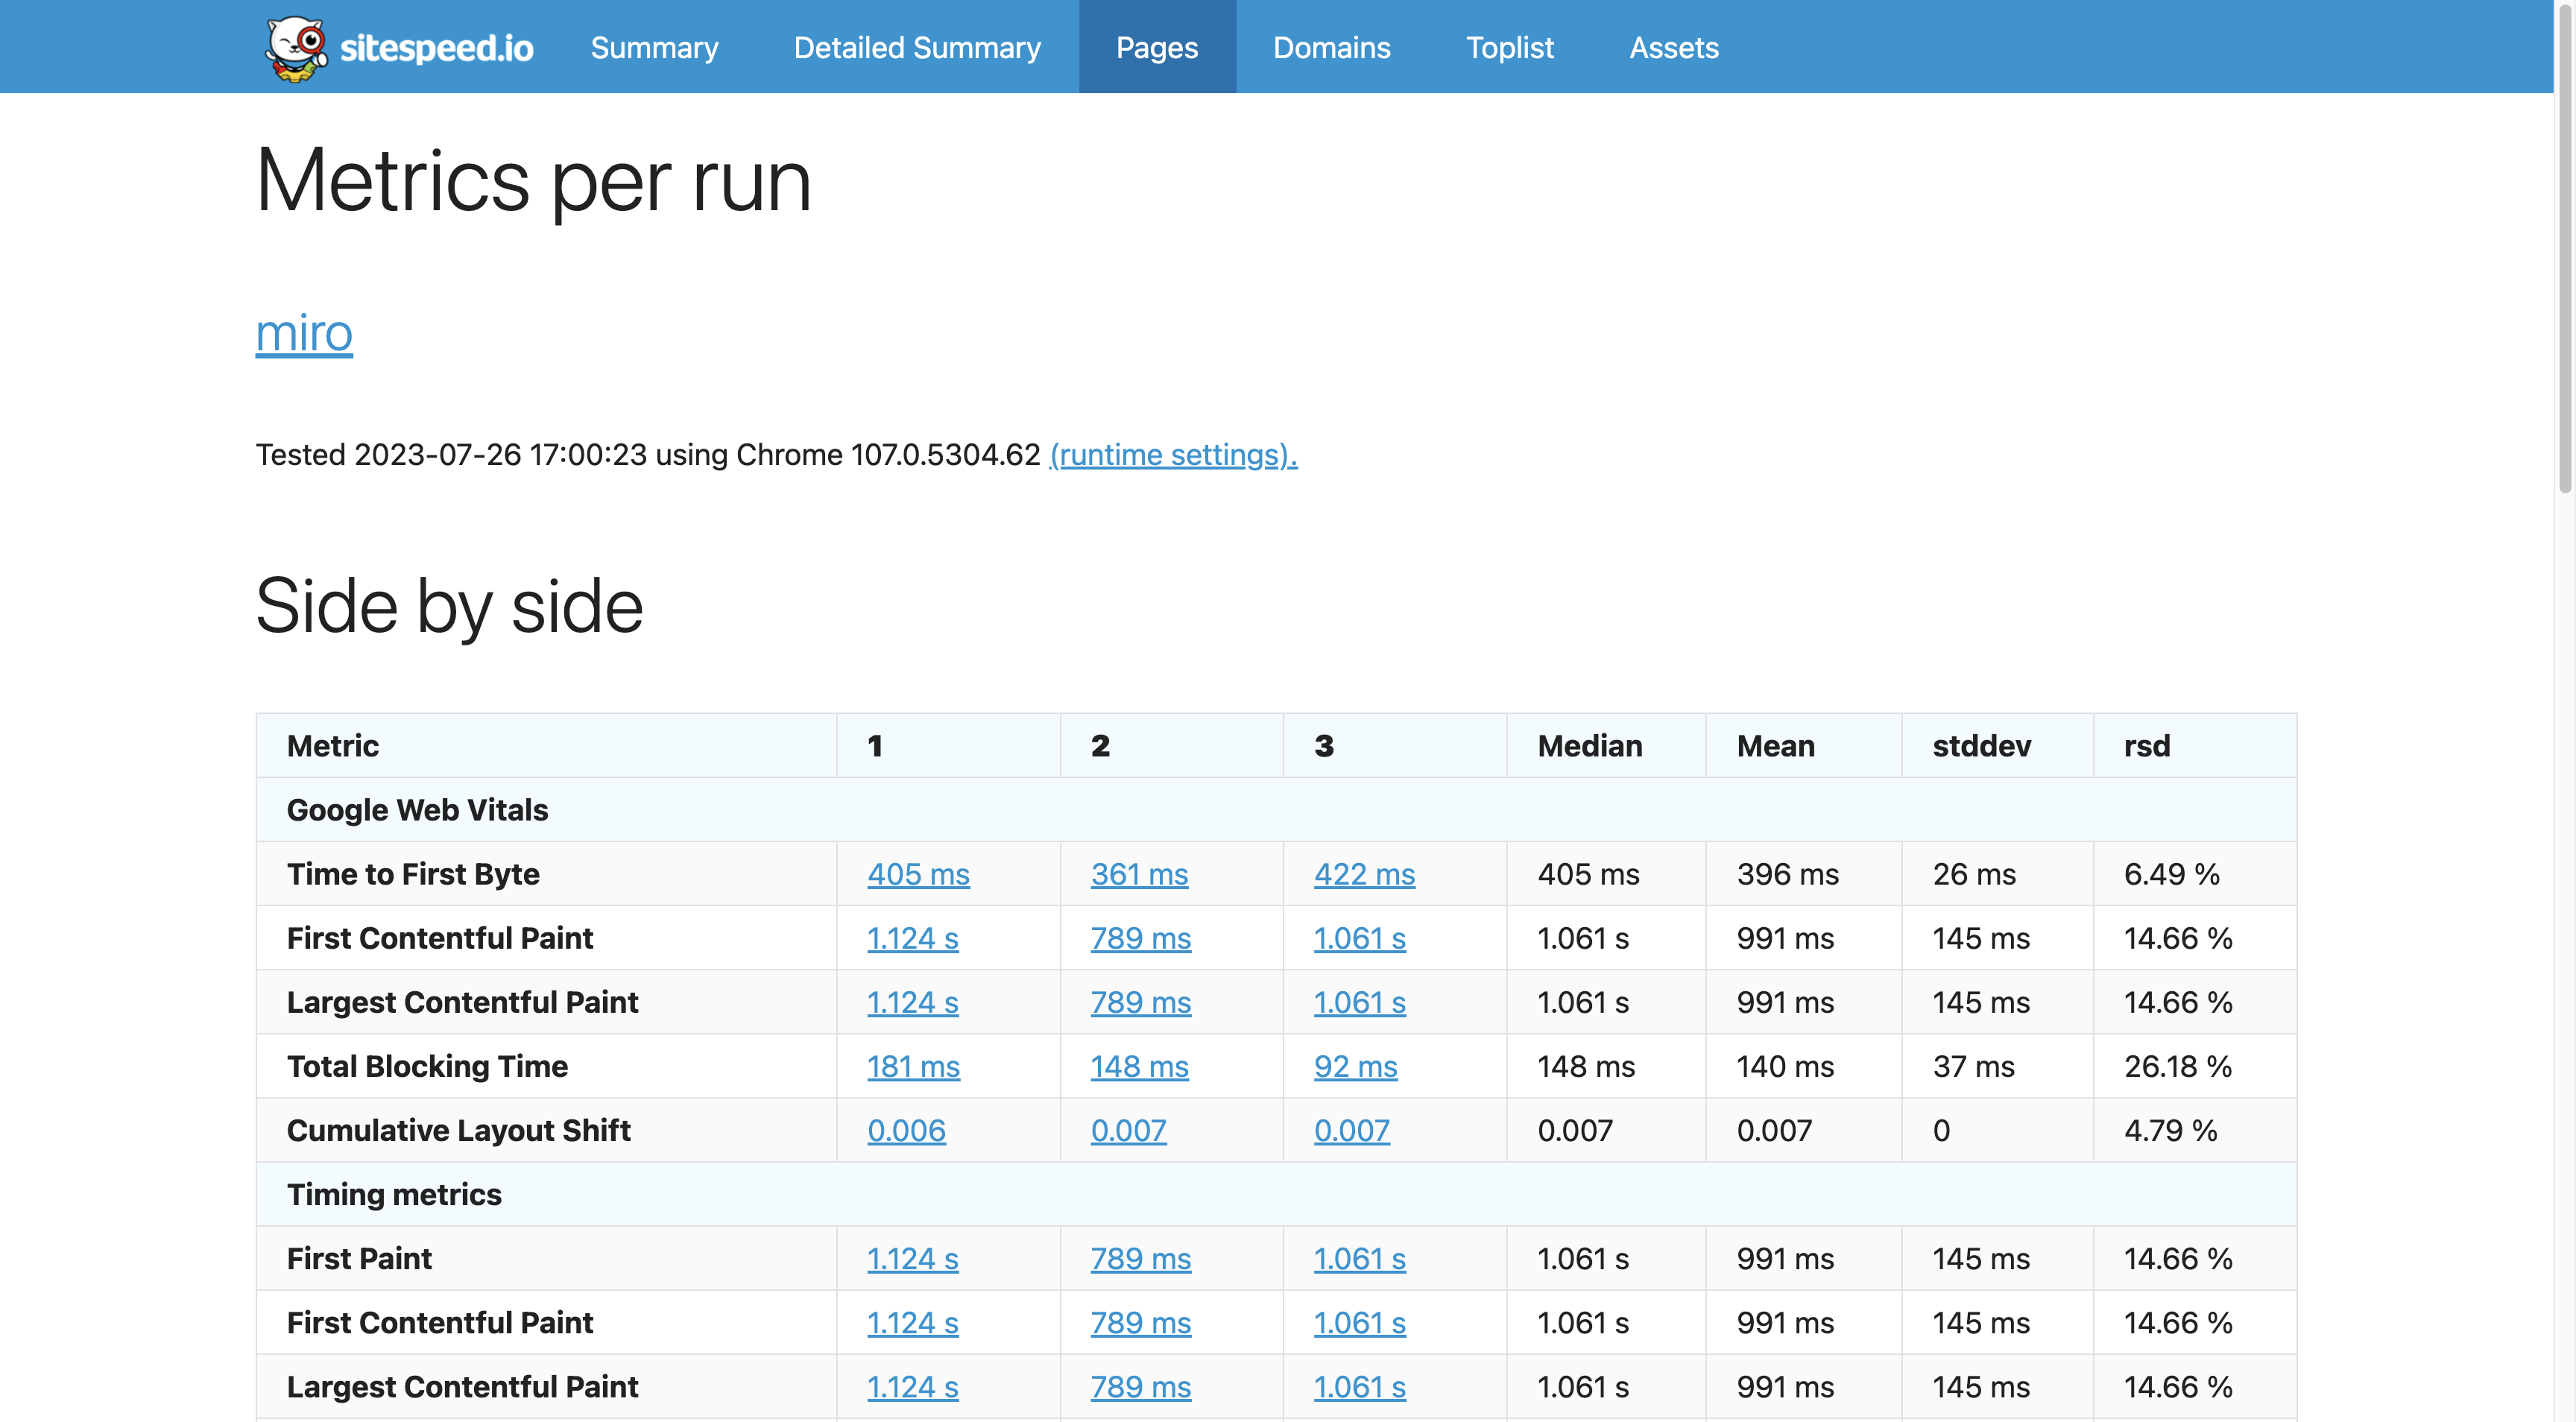 sitespeed.io Summary Detailed Summary Pages Domains Toplist Assets
Metrics per run
miro
Tested 2023-07-26 17:00:23 using Chrome 107.0.5304.62 (runtime settings).
Side by side
Metric 1 2 3 Median Mean stddev rsd
Google Web Vitals
Time to First Byte 405 ms 361 ms 422 ms 405 ms 396 ms 26 ms 6.49 %
First Contentful Paint 1.124 s 789 ms 1.061 s 1.061 s 991 ms 145 ms 14.66 %
Largest Contentful Paint 1.124 s 789 ms 1.061 s 1.061 s 991 ms 145 ms 14.66 %
Total Blocking Time 181 ms 148 ms 92 ms 148 ms 140 ms 37 ms 26.18 %
Cumulative Layout Shift 0.006 0.007 0.007 0.007 0.007 0 4.79 %
Timing metrics
First Paint 1.124 s 789 ms 1.061 s 1.061 s 991 ms 145 ms 14.66 %
First Contentful Paint 1.124 s 789 ms 1.061 s 1.061 s 991 ms 145 ms 14.66 %
Largest Contentful Paint 1.124 s 789 ms 1.061 s 1.061 s 991 ms 145 ms 14.66 %